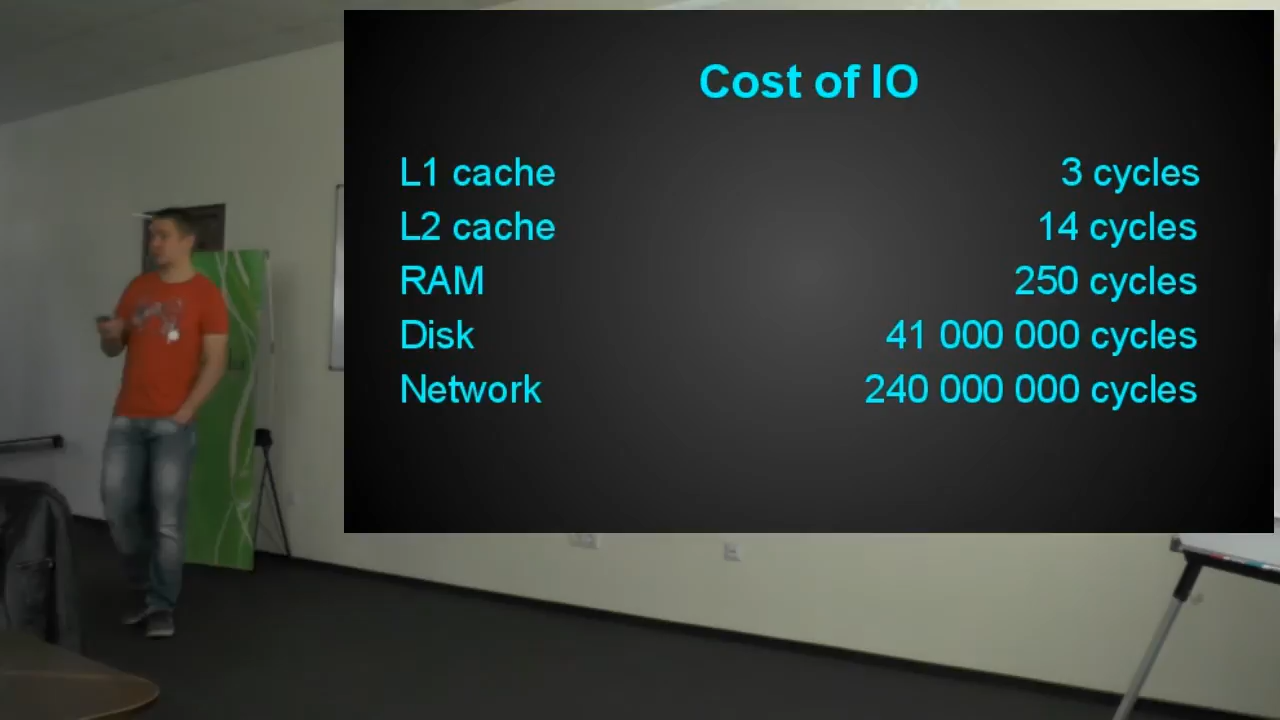 Cost of IO
L1 cache 3 cycles
L2 cache 14 cycles
RAM 250 cycles
Disk 41 000 000 cycles
Network 240 000 000 cycles